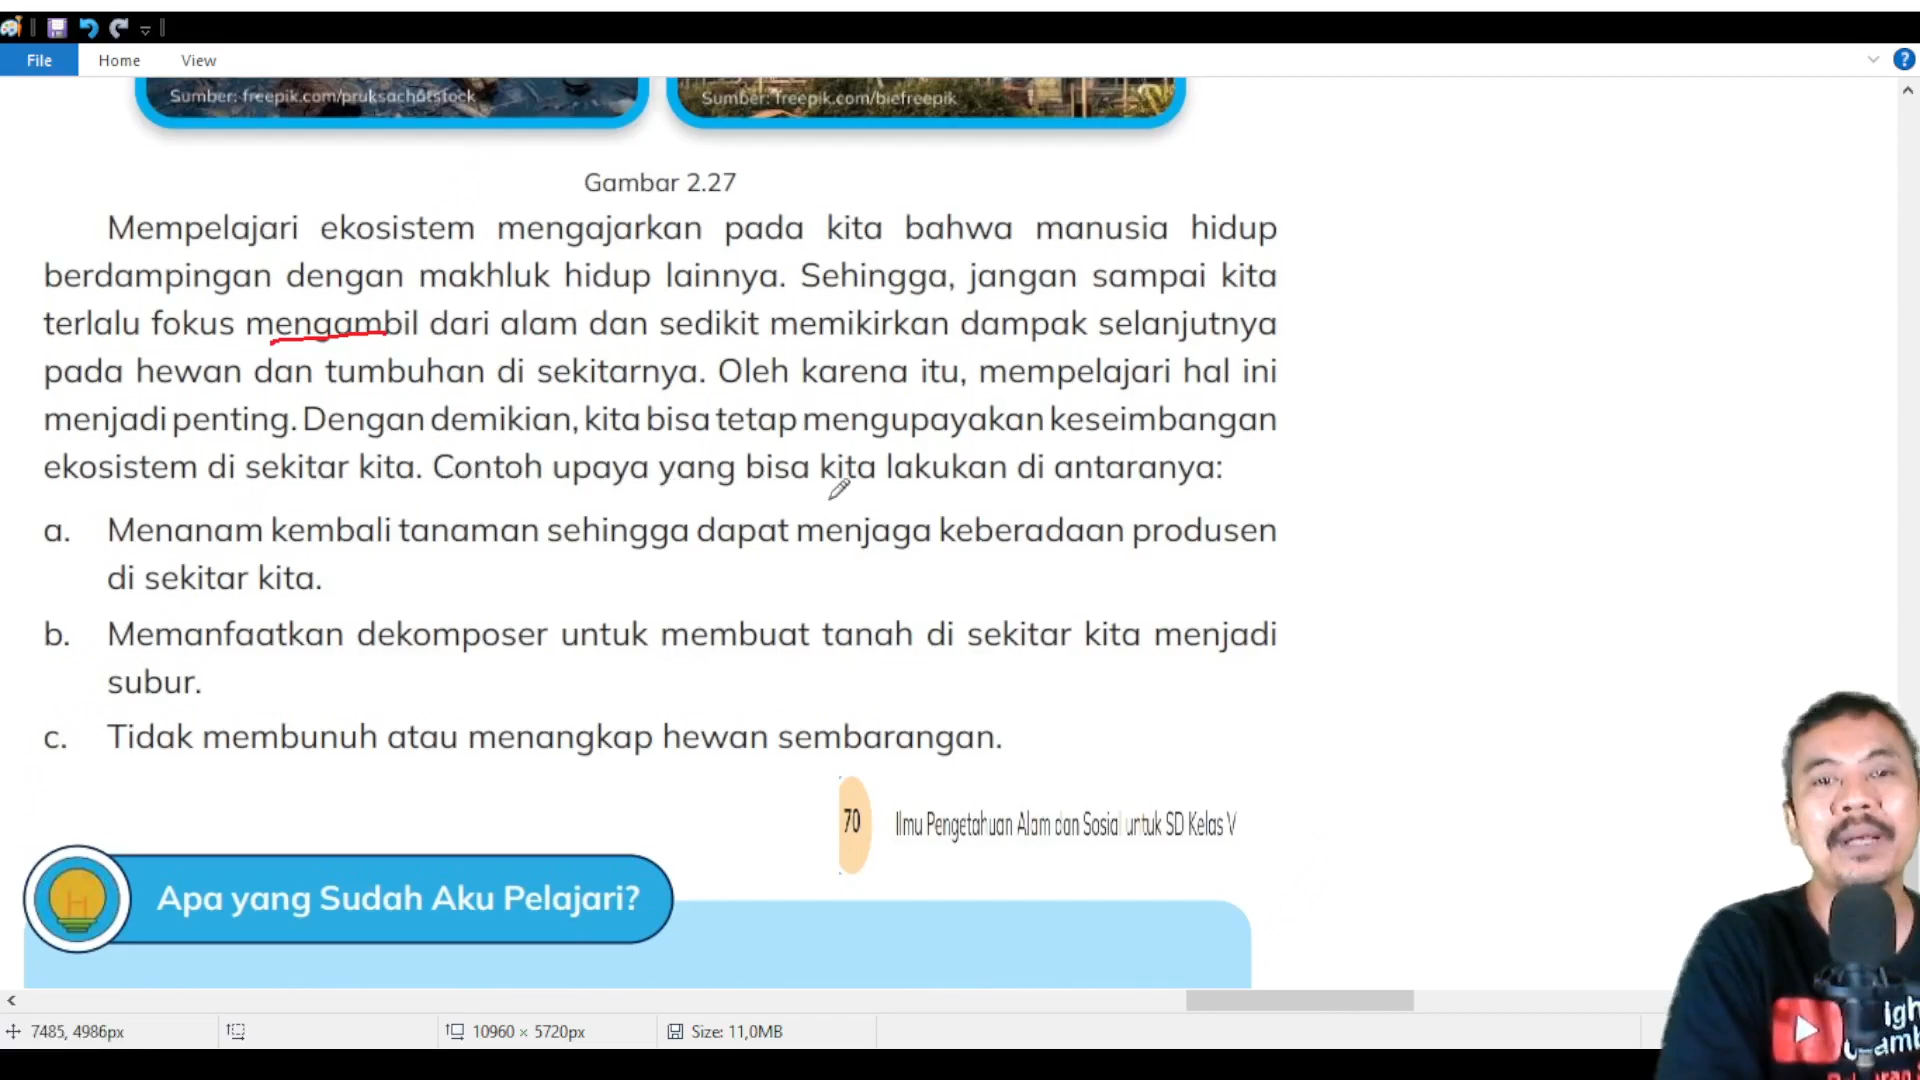 File Home View
Sumber: freepik.com/pruksachatstock
Sumber: freepik.com/biefreepik
Gambar 2.27
Mempelajari ekosistem mengajarkan pada kita bahwa manusia hidup
berdampingan dengan makhluk hidup lainnya. Sehingga, jangan sampai kita
terlalu fokus mengambil dari alam dan sedikit memikirkan dampak selanjutnya
pada hewan dan tumbuhan di sekitarnya. Oleh karena itu, mempelajari hal ini
menjadi penting. Dengan demikian, kita bisa tetap mengupayakan keseimbangan
ekosistem di sekitar kita. Contoh upaya yang bisa kita lakukan di antaranya:
a. Menanam kembali tanaman sehingga dapat menjaga keberadaan produsen
di sekitar kita.
b. Memanfaatkan dekomposer untuk membuat tanah di sekitar kita menjadi
subur.
c. Tidak membunuh atau menangkap hewan sembarangan.
70 Ilmu Pengetahuan Alam dan Sosial untuk SD Kelas V
Apa yang Sudah Aku Pelajari?
7485, 4986px 10960 × 5720px Size: 11,0MB